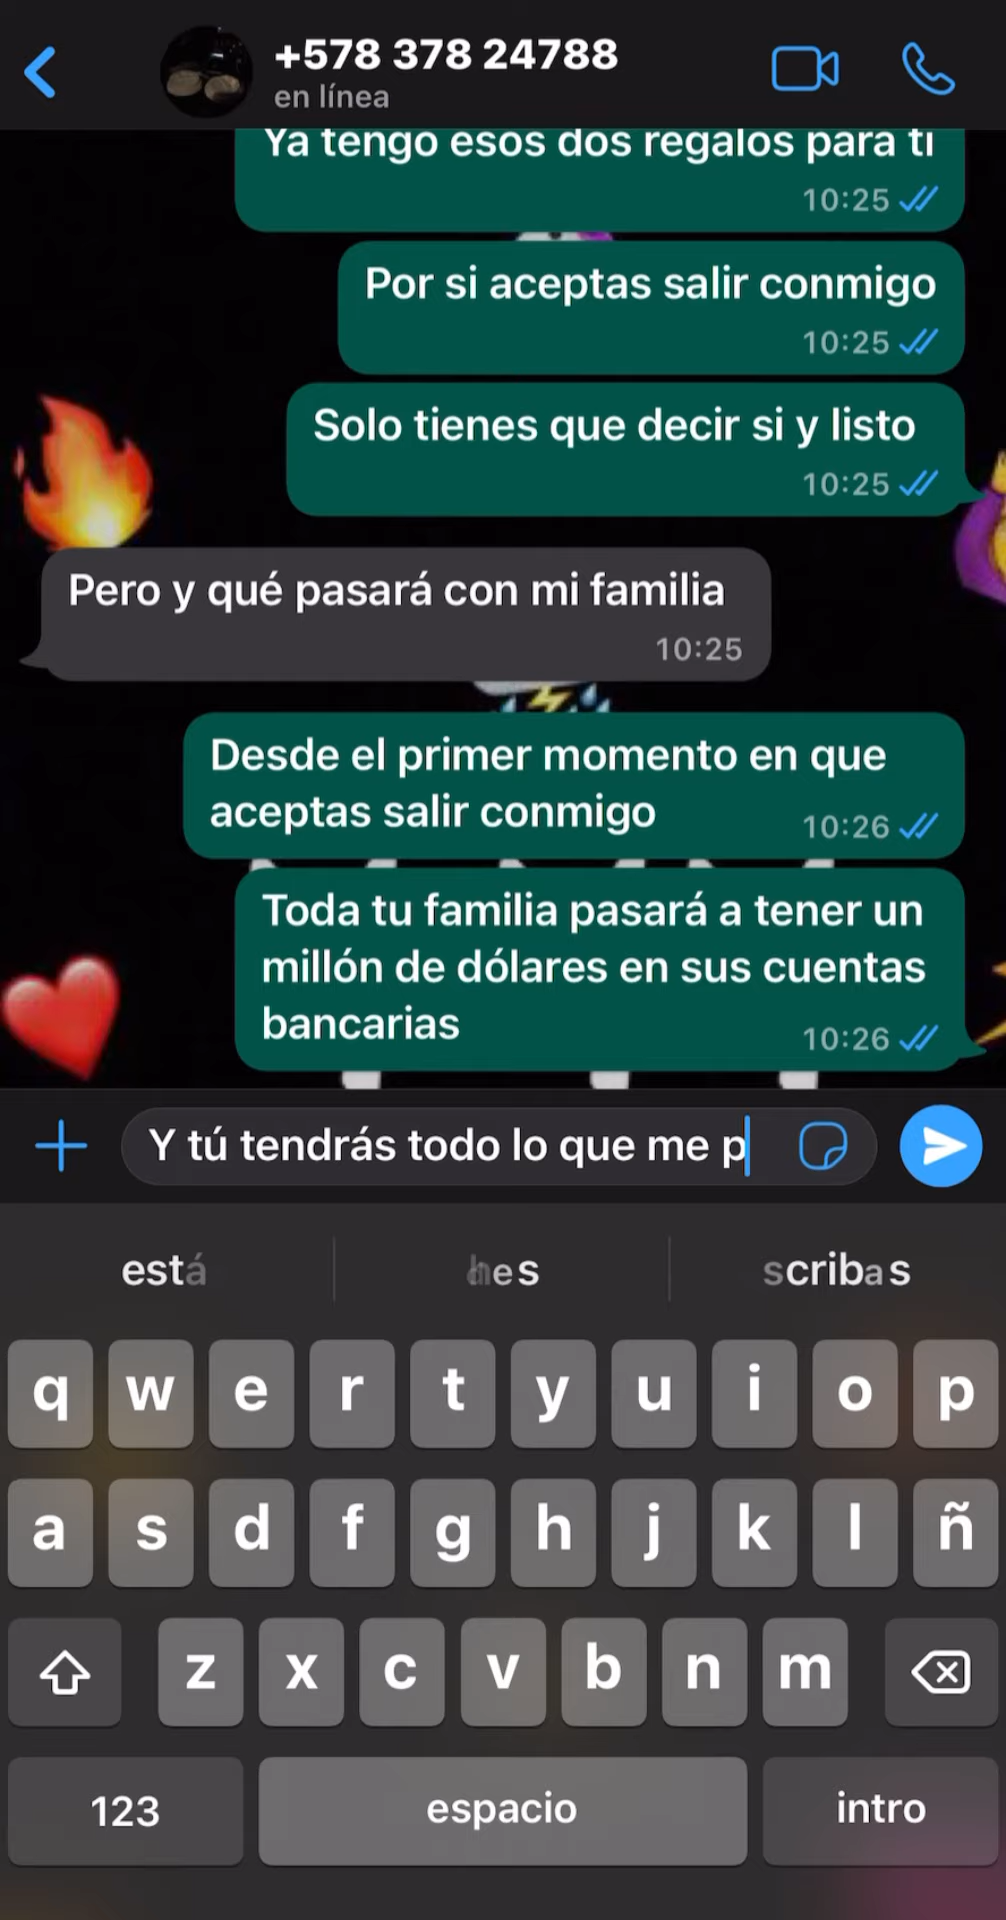 +578 378 24788
en línea
Ya tengo esos dos regalos para ti
10:25
Por si aceptas salir conmigo
10:25
Solo tienes que decir si y listo
10:25
Pero y qué pasará con mi familia
10:25
Desde el primer momento en que
aceptas salir conmigo
10:26
Toda tu familia pasará a tener un
millón de dólares en sus cuentas
bancarias
10:26
Y tú tendrás todo lo que me p
está
scribas
q w e r t y u i o p
a s d f g h j k l ñ
z x c v b n m
123 espacio intro